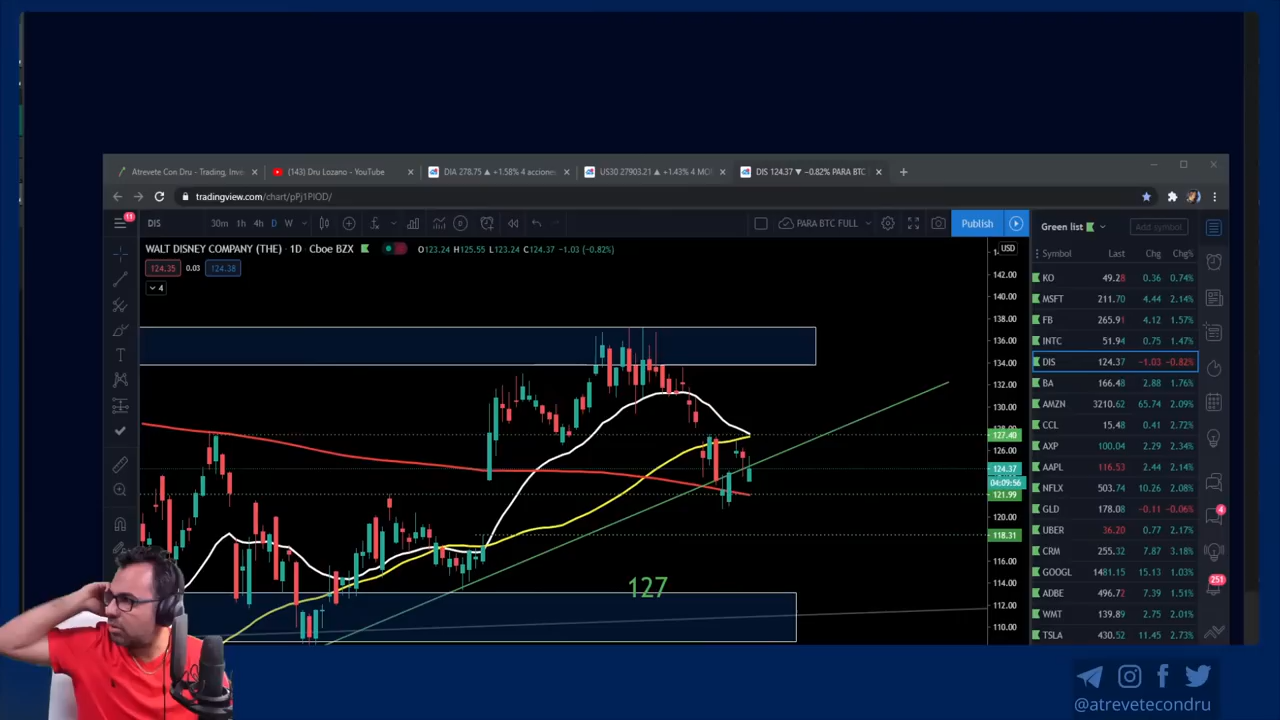 Atrevete Con Dru - Trading, Inve
(143) Dru Lozano - YouTube
DIA 278.75 ▲ +1.58% 4 accione
US30 27903.21 ▲ +1.43% 4 MO
DIS 124.37 ▼ −0.82% PARA BTC
tradingview.com/chart/pPj1PIOD/
11
DIS
30m 1h 4h D W
PARA BTC FULL
Publish
Green list
Add symbol
WALT DISNEY COMPANY (THE) · 1D · Cboe BZX
O123.24 H125.55 L123.24 C124.37 −1.03 (−0.82%)
USD
124.35 0.03 124.38
4
Symbol Last Chg Chg%
KO 49.28 0.36 0.74%
MSFT 211.70 4.44 2.14%
FB 265.91 4.12 1.57%
INTC 51.94 0.75 1.47%
DIS 124.37 −1.03 −0.82%
BA 166.48 2.88 1.76%
AMZN 3210.62 65.74 2.09%
CCL 15.48 0.41 2.72%
AXP 100.04 2.29 2.34%
AAPL 116.53 2.44 2.14%
NFLX 503.74 10.26 2.08%
GLD 178.08 −0.11 −0.06%
UBER 36.20 0.77 2.17%
CRM 255.32 7.87 3.18%
GOOGL 1481.15 15.13 1.03%
ADBE 496.72 7.39 1.51%
WMT 139.89 2.75 2.01%
TSLA 430.52 11.45 2.73%
142.00
140.00
138.00
136.00
134.00
132.00
130.00
127.40
126.00
124.37
04:09:56
121.99
120.00
118.31
116.00
114.00
112.00
110.00
127
4
251
@atrevetecondru